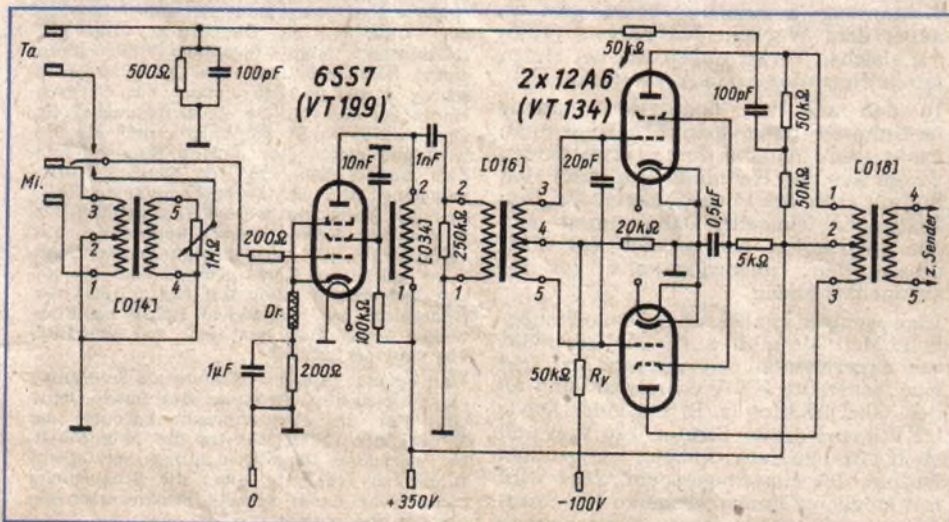 Ta.
500Ω
100pF
6SS7
(VT199)
2x12A6
(VT134)
50kΩ
100pF
50kΩ
50kΩ
10nF
1nF
[016]
20pF
[018]
Mi.
3
2
1
5
4
1MΩ
[014]
200Ω
2
[034]
1
250kΩ
2
1
3
4
5
20kΩ
0,5µF
5kΩ
1
2
3
4
5
z. Sender
Dr.
100kΩ
1µF
200Ω
50kΩ
RV
0
+350V
-100V